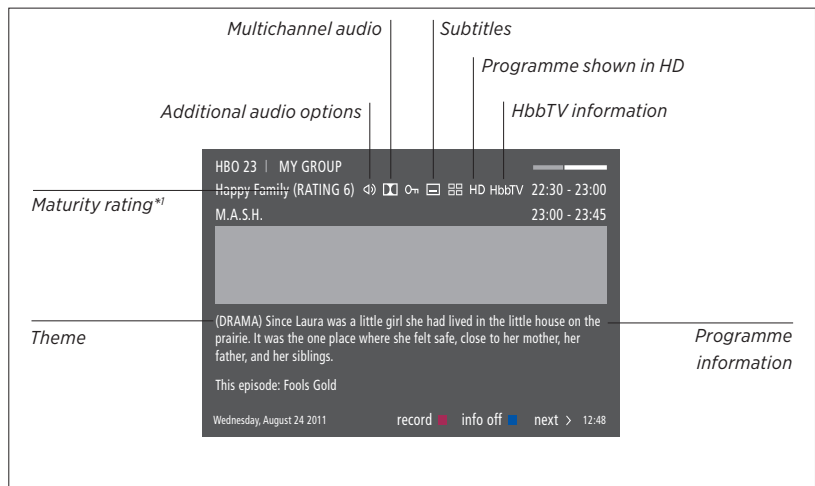 Multichannel audio
Subtitles
Programme shown in HD
Additional audio options
HbbTV information
HBO 23 | MY GROUP
Happy Family (RATING 6) HD HbbTV 22:30 - 23:00
Maturity rating*1
M.A.S.H. 23:00 - 23:45
(DRAMA) Since Laura was a little girl she had lived in the little house on the
prairie. It was the one place where she felt safe, close to her mother, her
father, and her siblings.
Theme
Programme
information
This episode: Fools Gold
Wednesday, August 24 2011 record info off next > 12:48